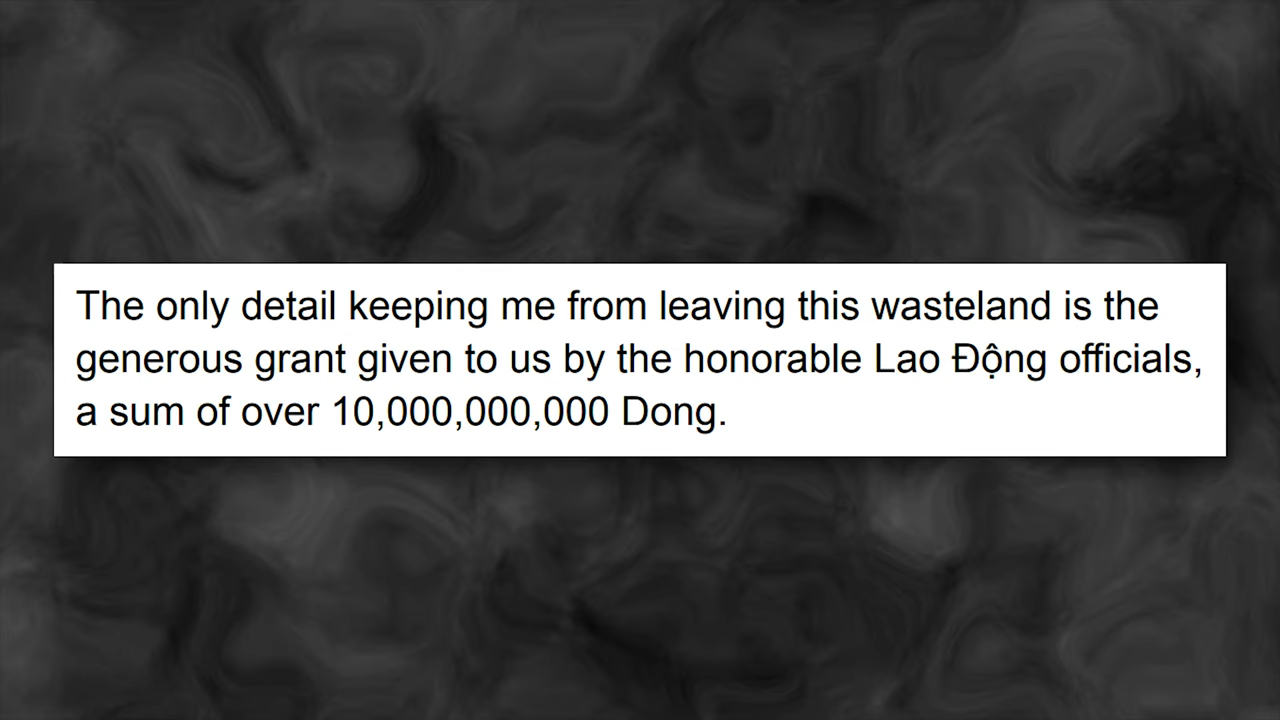 The only detail keeping me from leaving this wasteland is the
generous grant given to us by the honorable Lao Động officials,
a sum of over 10,000,000,000 Dong.